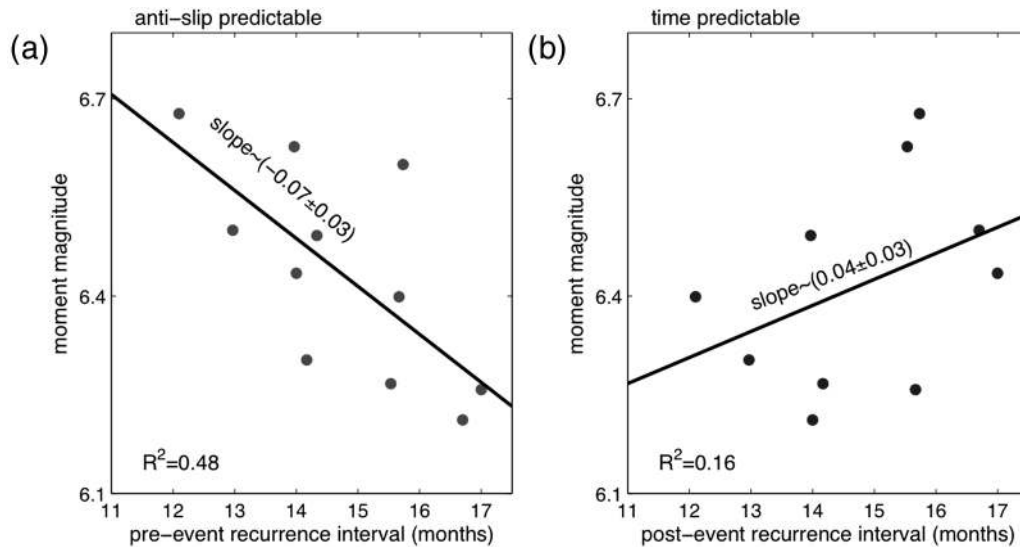 anti-slip predictable
(a)
6.7
6.4
6.1
moment magnitude
slope~(-0.07±0.03)
R²=0.48
11 12 13 14 15 16 17
pre-event recurrence interval (months)
time predictable
(b)
6.7
6.4
6.1
moment magnitude
slope~(0.04±0.03)
R²=0.16
11 12 13 14 15 16 17
post-event recurrence interval (months)